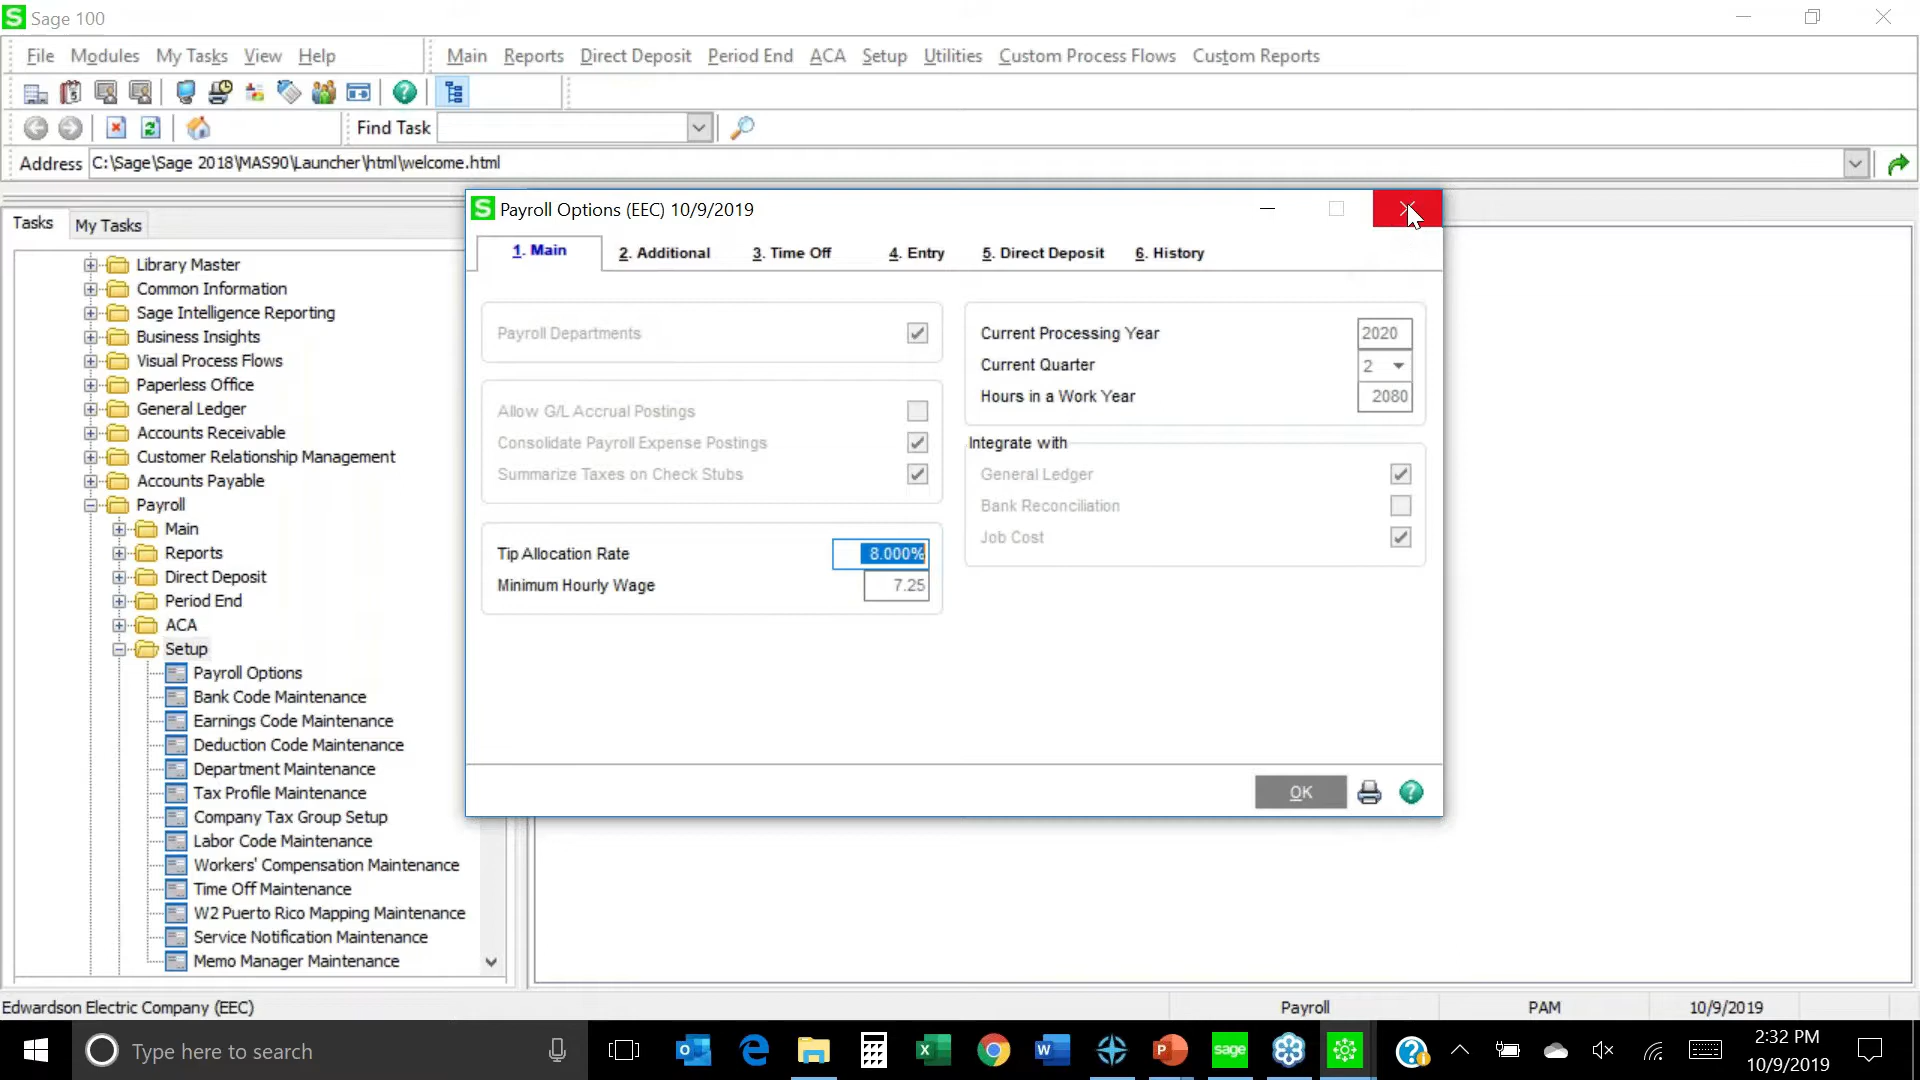 Sage 100
File Modules My Tasks View Help Main Reports Direct Deposit Period End ACA Setup Utilities Custom Process Flows Custom Reports
Find Task
Address C:\Sage\Sage 2018\MAS90\Launcher\html\welcome.html
Tasks My Tasks
Library Master
Common Information
Sage Intelligence Reporting
Business Insights
Visual Process Flows
Paperless Office
General Ledger
Accounts Receivable
Customer Relationship Management
Accounts Payable
Payroll
Main
Reports
Direct Deposit
Period End
ACA
Setup
Payroll Options
Bank Code Maintenance
Earnings Code Maintenance
Deduction Code Maintenance
Department Maintenance
Tax Profile Maintenance
Company Tax Group Setup
Labor Code Maintenance
Workers' Compensation Maintenance
Time Off Maintenance
W2 Puerto Rico Mapping Maintenance
Service Notification Maintenance
Memo Manager Maintenance
S Payroll Options (EEC) 10/9/2019
1. Main 2. Additional 3. Time Off 4. Entry 5. Direct Deposit 6. History
Payroll Departments
Allow G/L Accrual Postings
Consolidate Payroll Expense Postings
Summarize Taxes on Check Stubs
Tip Allocation Rate 8.000%
Minimum Hourly Wage 7.25
Current Processing Year 2020
Current Quarter 2
Hours in a Work Year 2080
Integrate with
General Ledger
Bank Reconciliation
Job Cost
OK
Edwardson Electric Company (EEC) Payroll PAM 10/9/2019
Type here to search
sage
2:32 PM
10/9/2019